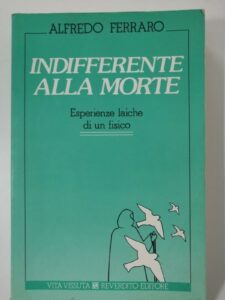 ALFREDO FERRARO
INDIFFERENTE
ALLA MORTE
Esperienze laiche
di un fisico
VITA VISSUTA REVERDITO EDITORE